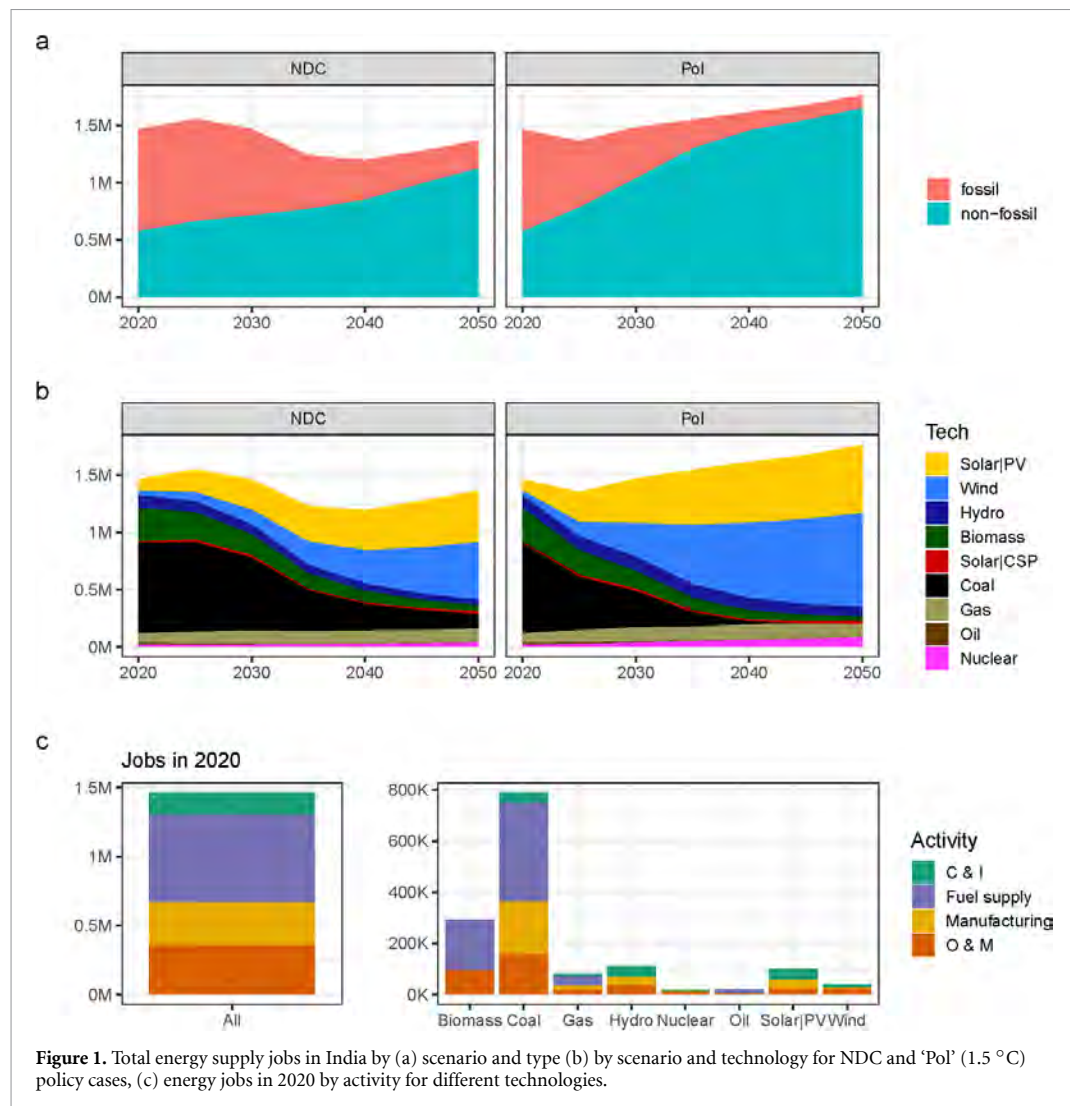 a
NDC
Pol
1.5M
1M
0.5M
0M
2020 2030 2040 2050 2020 2030 2040 2050
fossil
non-fossil
b
NDC
Pol
1.5M
1M
0.5M
0M
2020 2030 2040 2050 2020 2030 2040 2050
Tech
Solar|PV
Wind
Hydro
Biomass
Solar|CSP
Coal
Gas
Oil
Nuclear
c
Jobs in 2020
1.5M
1M
0.5M
0M
All
800K
600K
400K
200K
0K
Biomass Coal Gas Hydro Nuclear Oil Solar|PV Wind
Activity
C & I
Fuel supply
Manufacturing
O & M
Figure 1. Total energy supply jobs in India by (a) scenario and type (b) by scenario and technology for NDC and ‘Pol’ (1.5 °C)
policy cases, (c) energy jobs in 2020 by activity for different technologies.